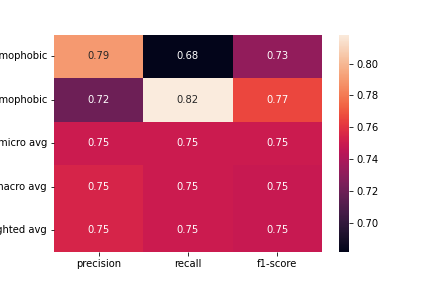 mophobic 0.79 0.68 0.73
mophobic 0.72 0.82 0.77
micro avg 0.75 0.75 0.75
nacro avg 0.75 0.75 0.75
ghted avg 0.75 0.75 0.75
precision recall f1-score
0.80
0.78
0.76
0.74
0.72
0.70